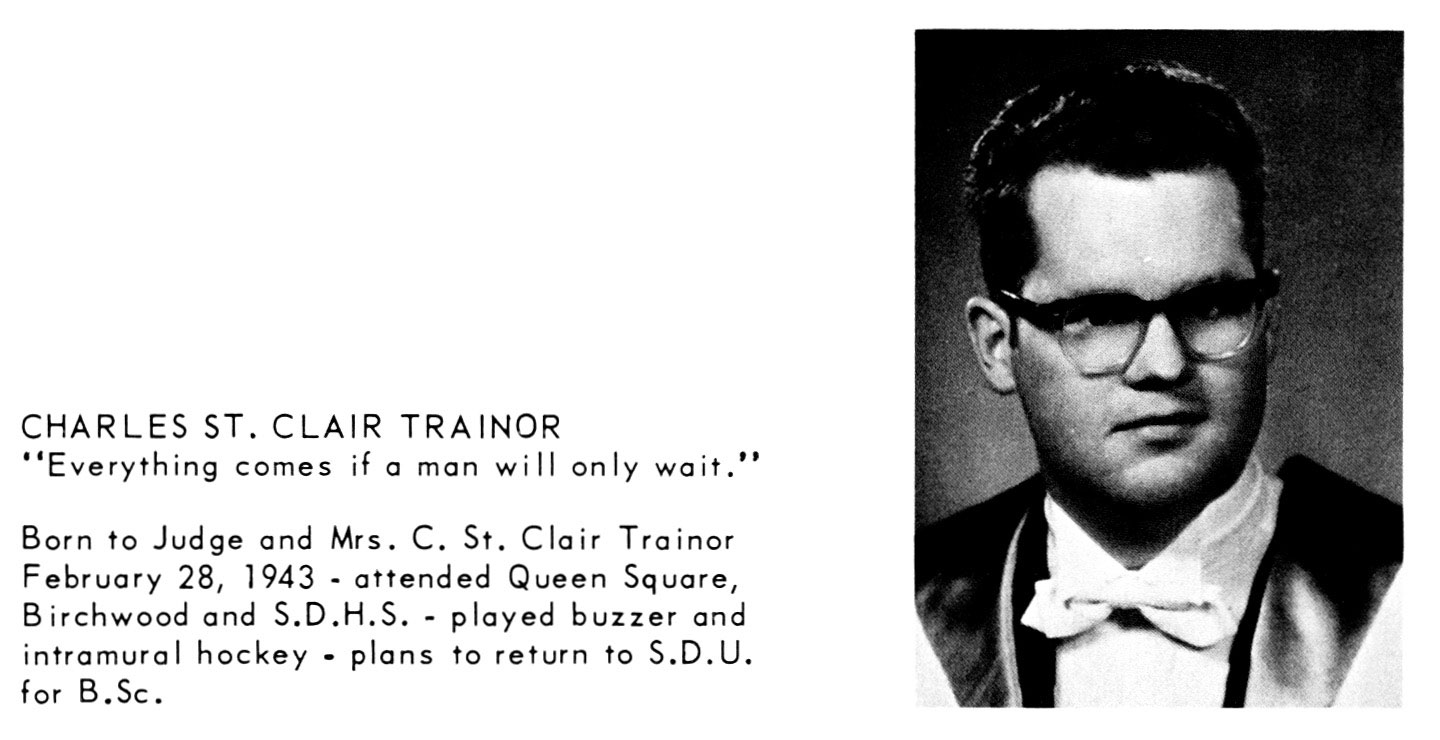 CHARLES ST. CLAIR TRAINOR
“Everything comes if a man will only wait.”
Born to Judge and Mrs. C. St. Clair Trainor
February 28, 1943 - attended Queen Square,
Birchwood and S.D.H.S. - played buzzer and
intramural hockey - plans to return to S.D.U.
for B.Sc.